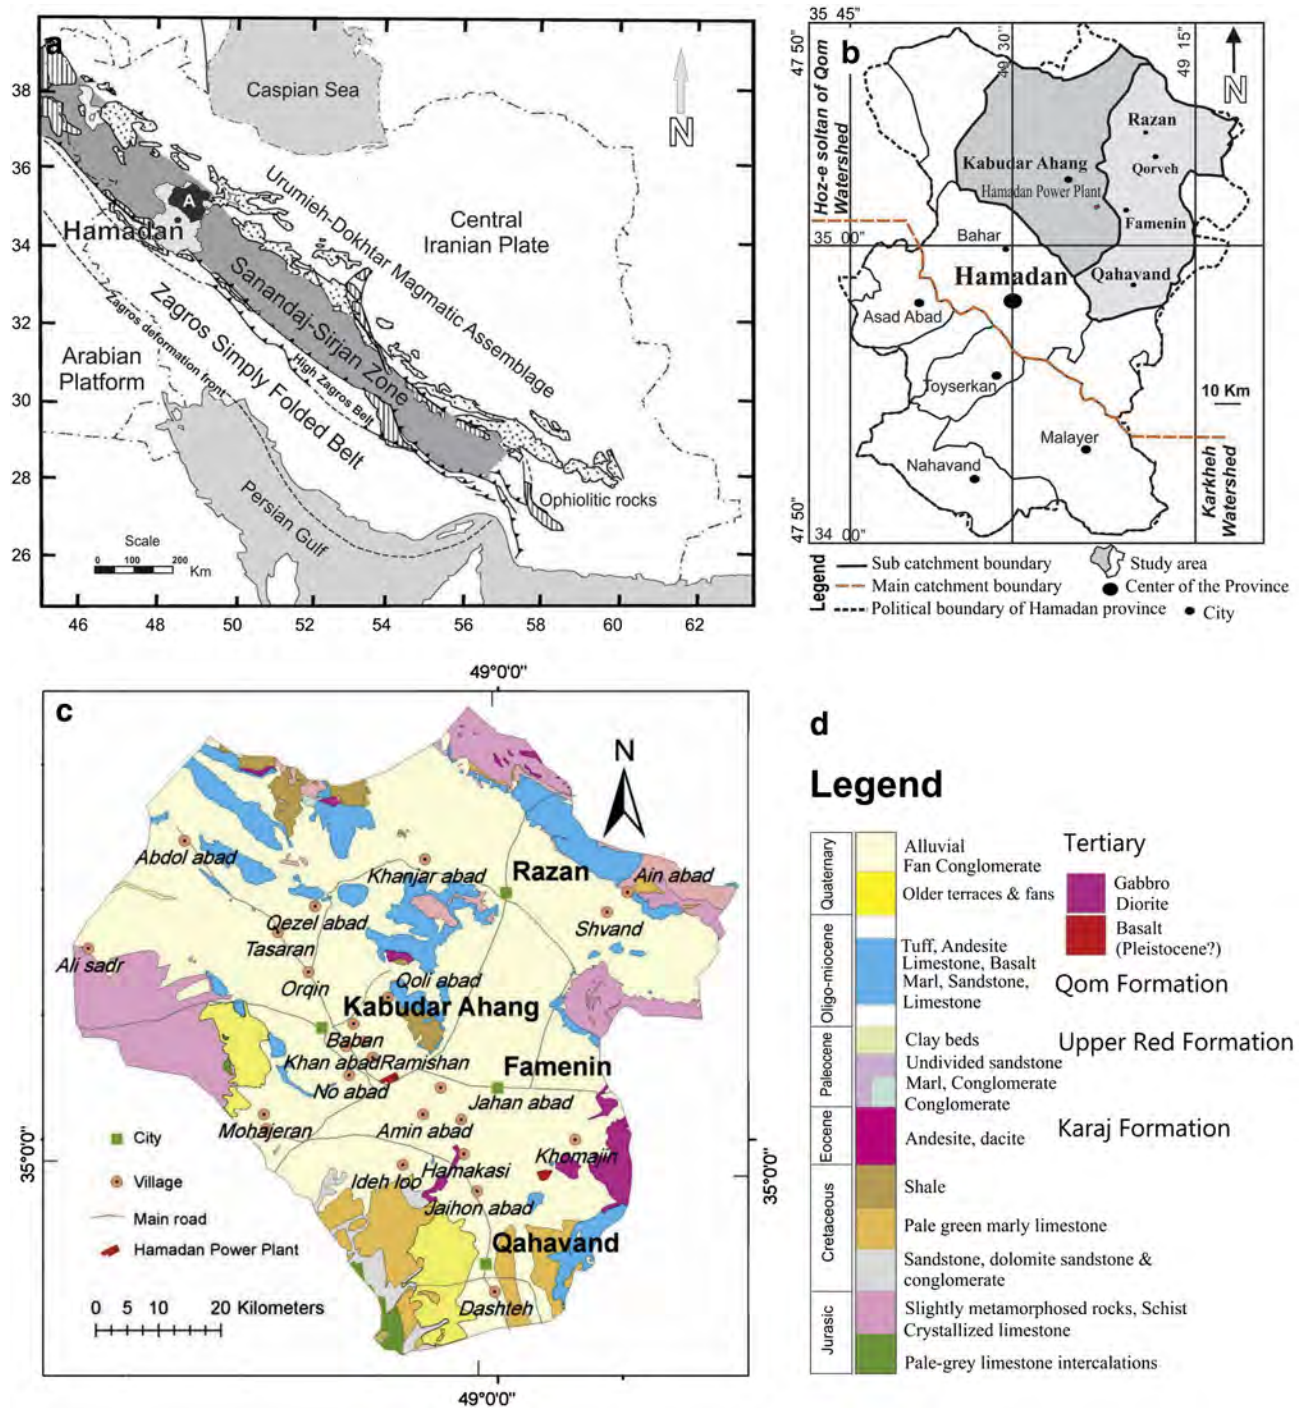 a
Caspian Sea
N
38
36
34
32
30
28
26
A
Hamadan
Urumieh-Dokhtar Magmatic Assemblage
Central
Iranian Plate
Sanandaj-Sirjan Zone
High Zagros Belt
Zagros Simply Folded Belt
Zagros deformation front
Arabian
Platform
Persian Gulf
Ophiolitic rocks
Scale
0 100 200
Km
46 48 50 52 54 56 58 60 62
35 45"
47 50"
b
49 30"
49 15"
N
Hoz-e soltan of Qom
Watershed
Razan
Kabudar Ahang
Qorveh
Hamadan Power Plant
Famenin
Bahar
35 00"
Qahavand
Hamadan
Asad Abad
Toyserkan
10 Km
Malayer
Nahavand
Karkheh
Watershed
47 50"
34 00"
Legend
Sub catchment boundary
Study area
Main catchment boundary
Center of the Province
Political boundary of Hamadan province
City
49°0'0"
c
N
Abdol abad
Khanjar abad
Razan
Ain abad
Qezel abad
Shvand
Tasaran
Ali sadr
Orqin
Qoli abad
Kabudar Ahang
Baban
Khan abad
Ramishan
Famenin
No abad
Jahan abad
Mohajeran
Amin abad
35°0'0"
City
Khomajin
Hamakasi
Ideh loo
Village
Jaihon abad
35°0'0"
Main road
Qahavand
Hamadan Power Plant
0 5 10 20 Kilometers
Dashteh
49°0'0"
d
Legend
Quaternary
Alluvial
Fan Conglomerate
Older terraces & fans
Oligo-miocene
Tuff, Andesite
Limestone, Basalt
Marl, Sandstone,
Limestone
Paleocene
Clay beds
Undivided sandstone
Marl, Conglomerate
Conglomerate
Eocene
Andesite, dacite
Cretaceous
Shale
Pale green marly limestone
Sandstone, dolomite sandstone &
conglomerate
Jurasic
Slightly metamorphosed rocks, Schist
Crystallized limestone
Pale-grey limestone intercalations
Tertiary
Gabbro
Diorite
Basalt
(Pleistocene?)
Qom Formation
Upper Red Formation
Karaj Formation